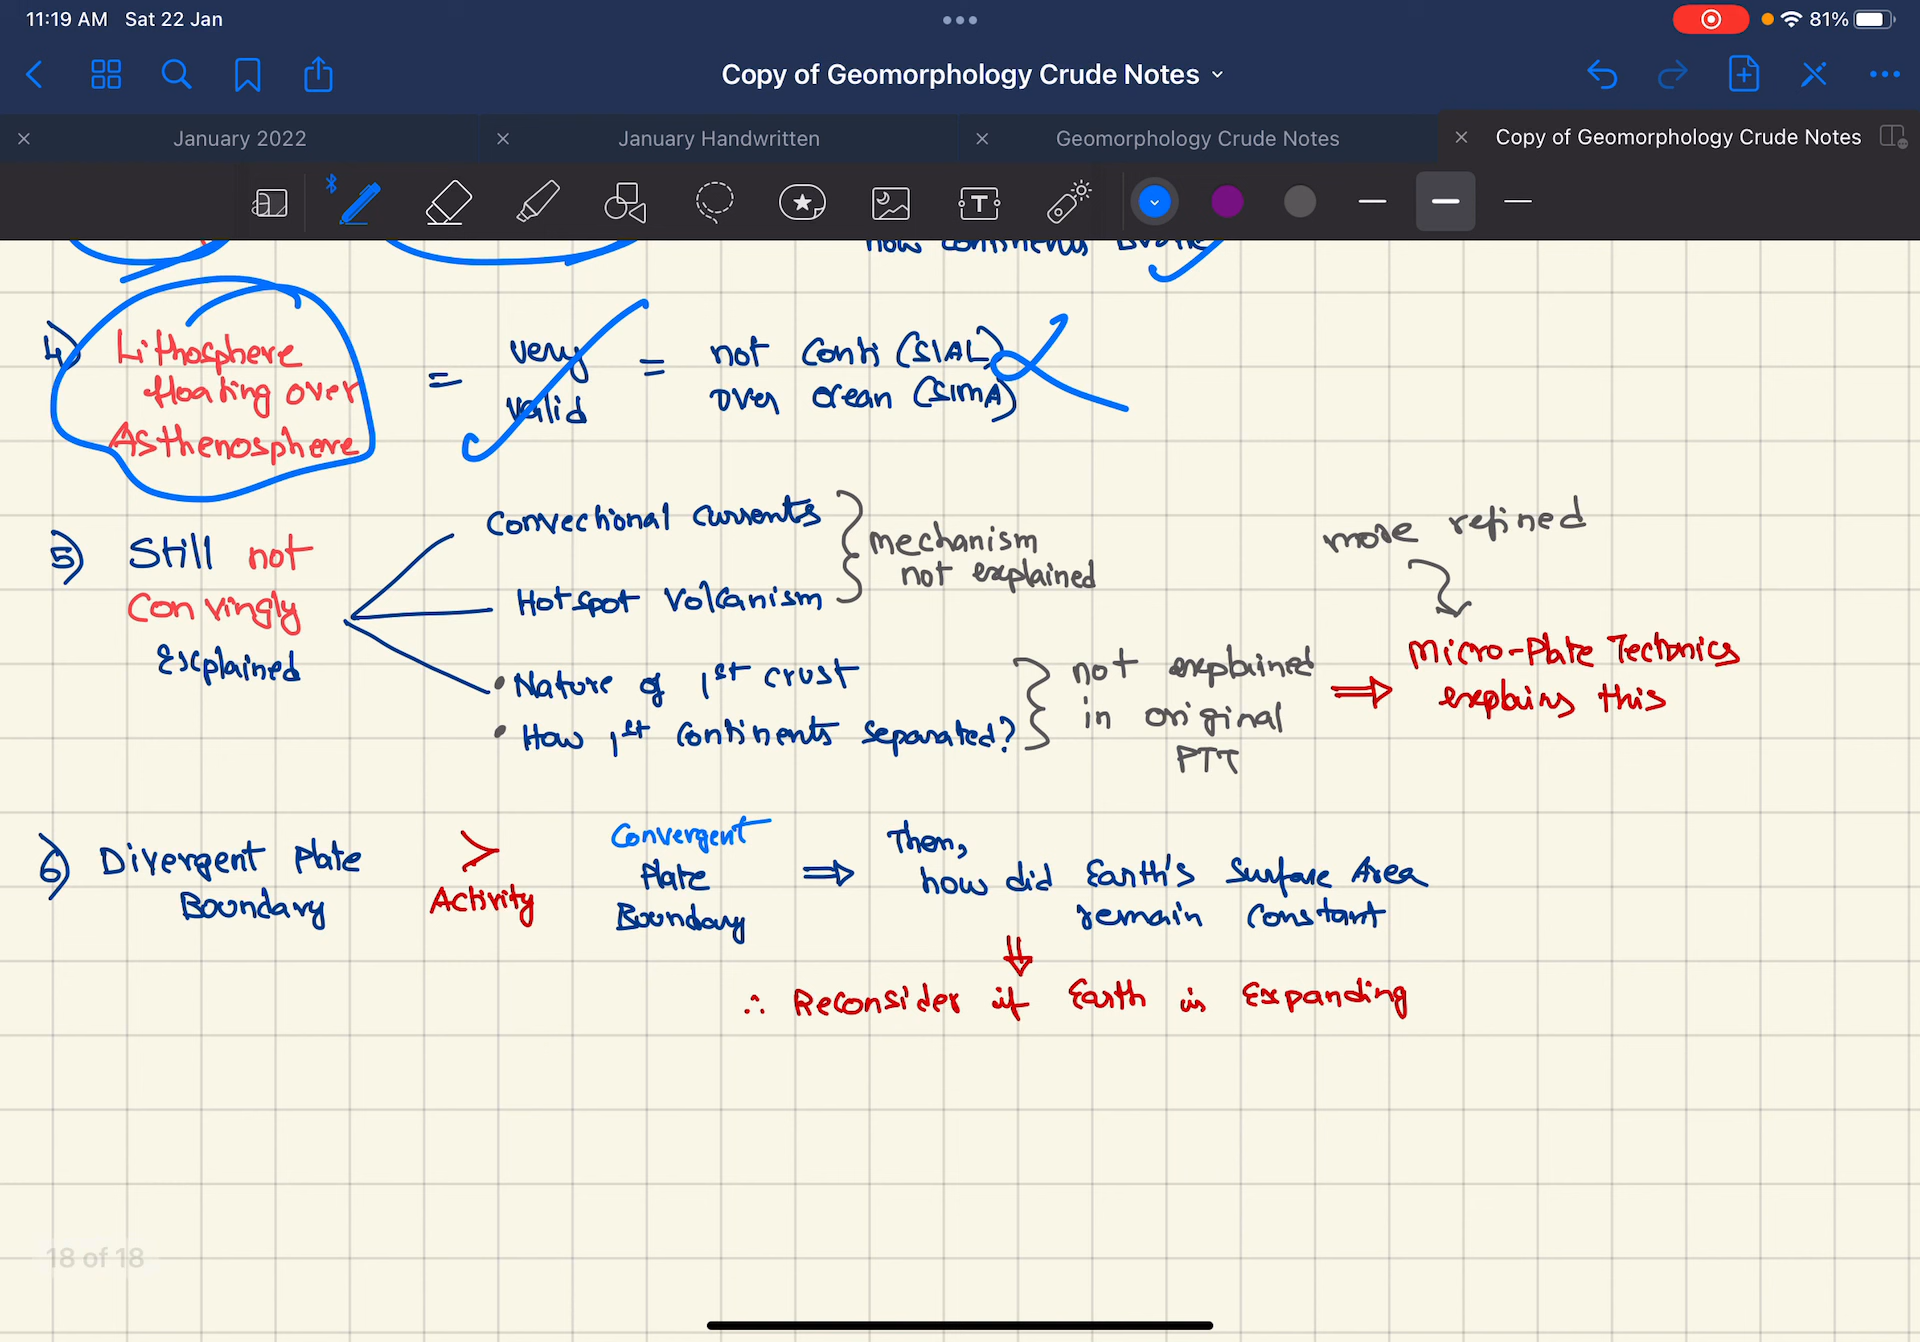 11:19 AM Sat 22 Jan
81%
Copy of Geomorphology Crude Notes
January 2022
January Handwritten
Geomorphology Crude Notes
Copy of Geomorphology Crude Notes
T
how continents
4) Lithosphere
floating over
Asthenosphere
= very
valid
= not Conti (SIAL)
over ocean (SIMA)
5) Still not
Convingly
Explained
Convectional currents
Hotspot Volcanism
mechanism
not explained
• Nature of 1st crust
• How 1st continents separated?
not explained
in original
PTT
more refined
⇒ Micro-Plate Tectonics
explains this
6) Divergent Plate
Boundary
>
Activity
Convergent
Plate
Boundary
⇒ Then,
how did Earth's Surface Area
remain constant
⇓
∴ Reconsider if Earth is Expanding
18 of 18